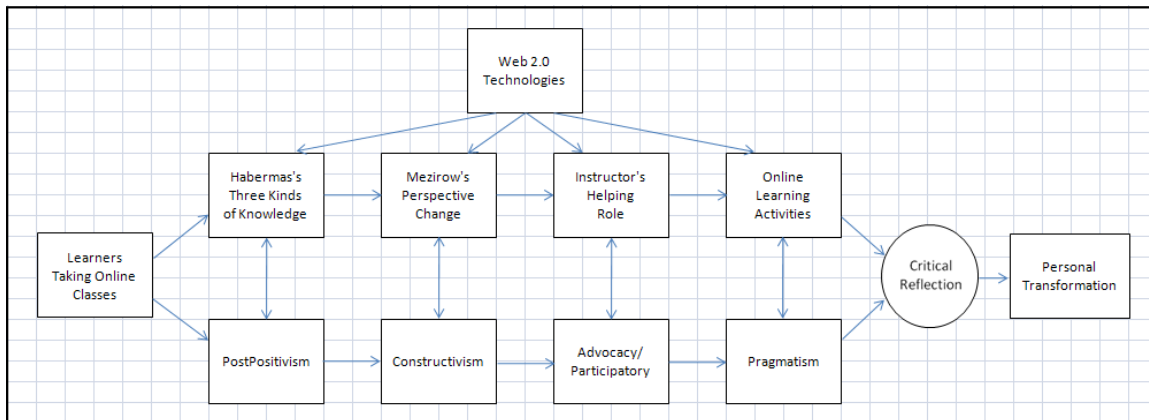 Web 2.0
Technologies
Habermas's
Three Kinds
of Knowledge
Mezirow's
Perspective
Change
Instructor's
Helping
Role
Online
Learning
Activities
Learners
Taking Online
Classes
Critical
Reflection
Personal
Transformation
PostPositivism
Constructivism
Advocacy/
Participatory
Pragmatism